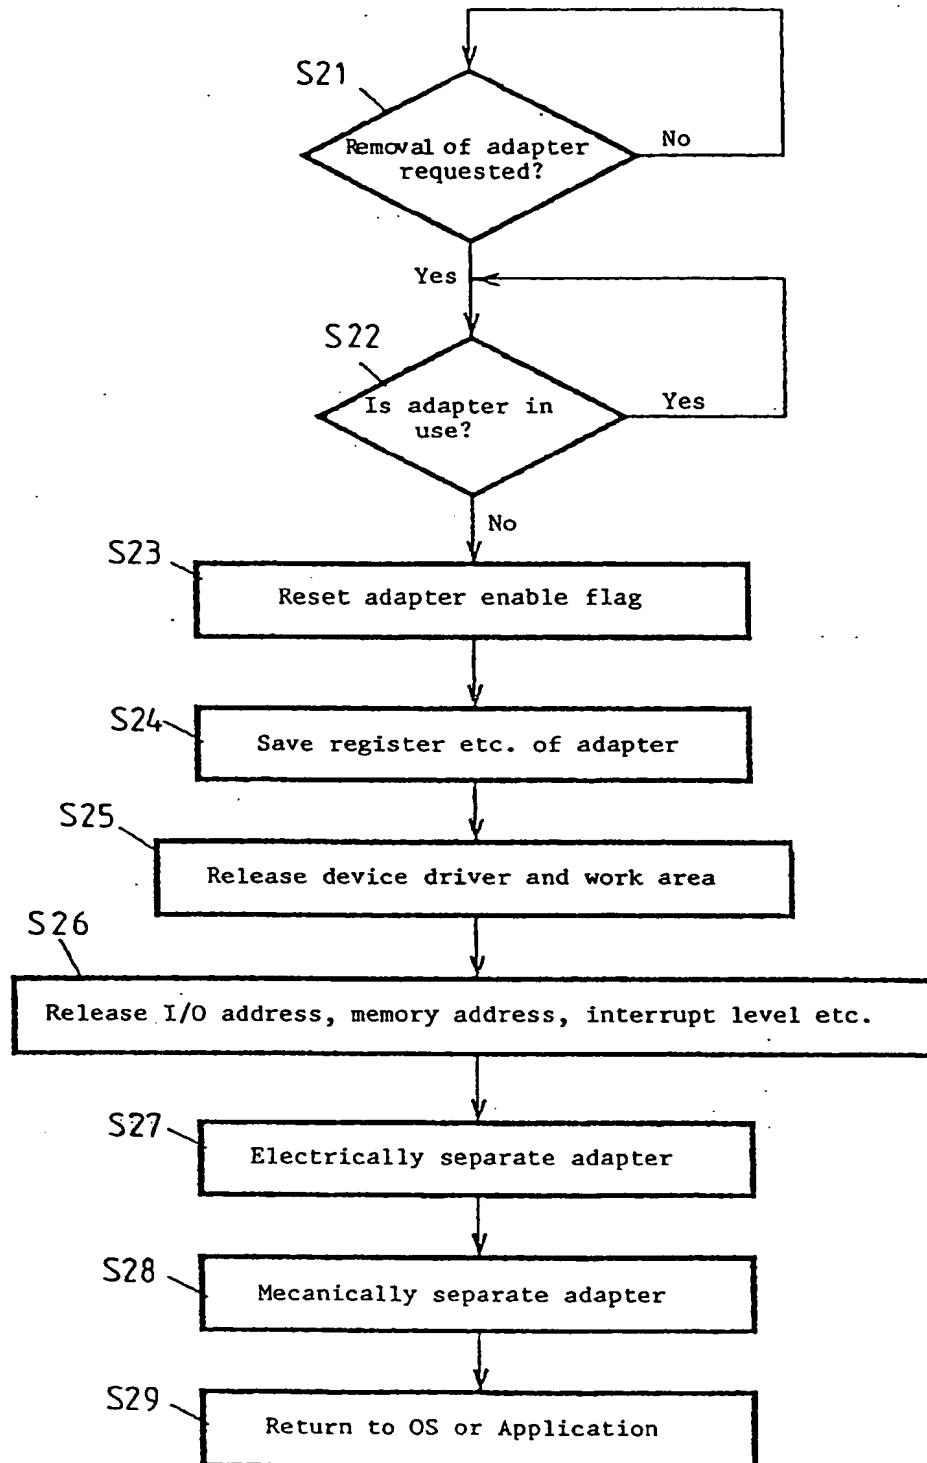 S21
Removal of adapter
requested?
No
Yes
S22
Is adapter in
use?
Yes
No
S23
Reset adapter enable flag
S24
Save register etc. of adapter
S25
Release device driver and work area
S26
Release I/O address, memory address, interrupt level etc.
S27
Electrically separate adapter
S28
Mecanically separate adapter
S29
Return to OS or Application